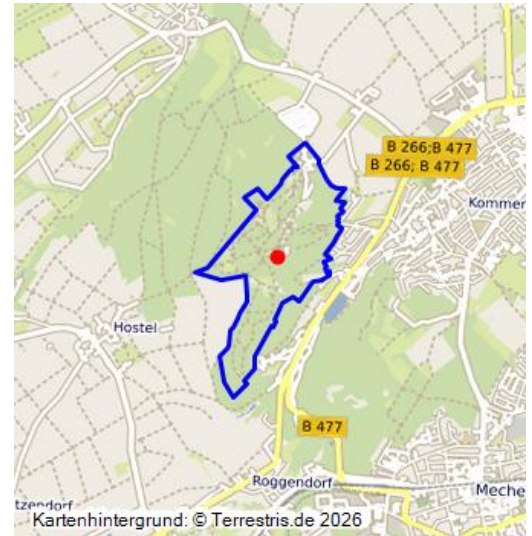 B 266;B 477
B 266; B 477
Kommer
Hostel
B 477
Roggendorf
Meche
tzendorf
Kartenhintergrund: © Terrestris.de 2026